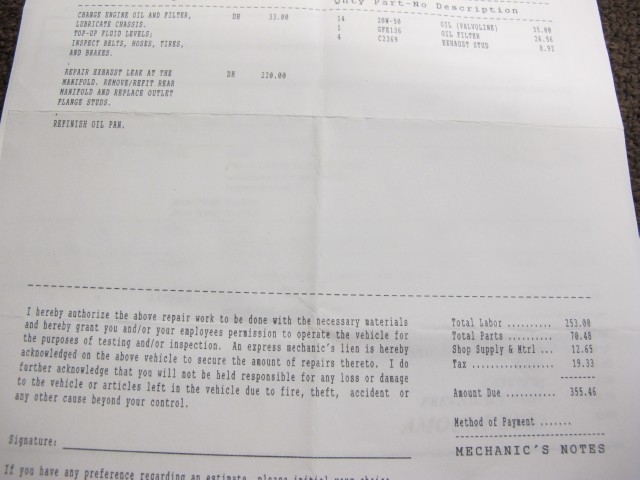 Qnty Part-No Description
CHANGE ENGINE OIL AND FILTER, DB 33.00 14 20W-50 OIL (VALVOLINE) 35.00
LUBRICATE CHASSIS. 1 GFE136 OIL FILTER 26.56
TOP-UP FLUID LEVELS; 4 C2369 EXHAUST STUD 8.92
INSPECT BELTS, HOSES, TIRES,
AND BRAKES.
REPAIR EXHAUST LEAK AT THE DB 220.00
MANIFOLD. REMOVE/REFIT REAR
MANIFOLD AND REPLACE OUTLET
FLANGE STUDS.
REFINISH OIL PAN.
I hereby authorize the above repair work to be done with the necessary materials
and hereby grant you and/or your employees permission to operate the vehicle for
the purposes of testing and/or inspection. An express mechanic's lien is hereby
acknowledged on the above vehicle to secure the amount of repairs thereto. I do
further acknowledge that you will not be held responsible for any loss or damage
to the vehicle or articles left in the vehicle due to fire, theft, accident or
any other cause beyond your control.
Total Labor .......... 253.00
Total Parts .......... 70.48
Shop Supply & Mtrl ... 12.65
Tax .................. 19.33
Amount Due ........... 355.46
Method of Payment .......
Signature:
MECHANIC'S NOTES
If you have any preference regarding an estimate, please initial your choice